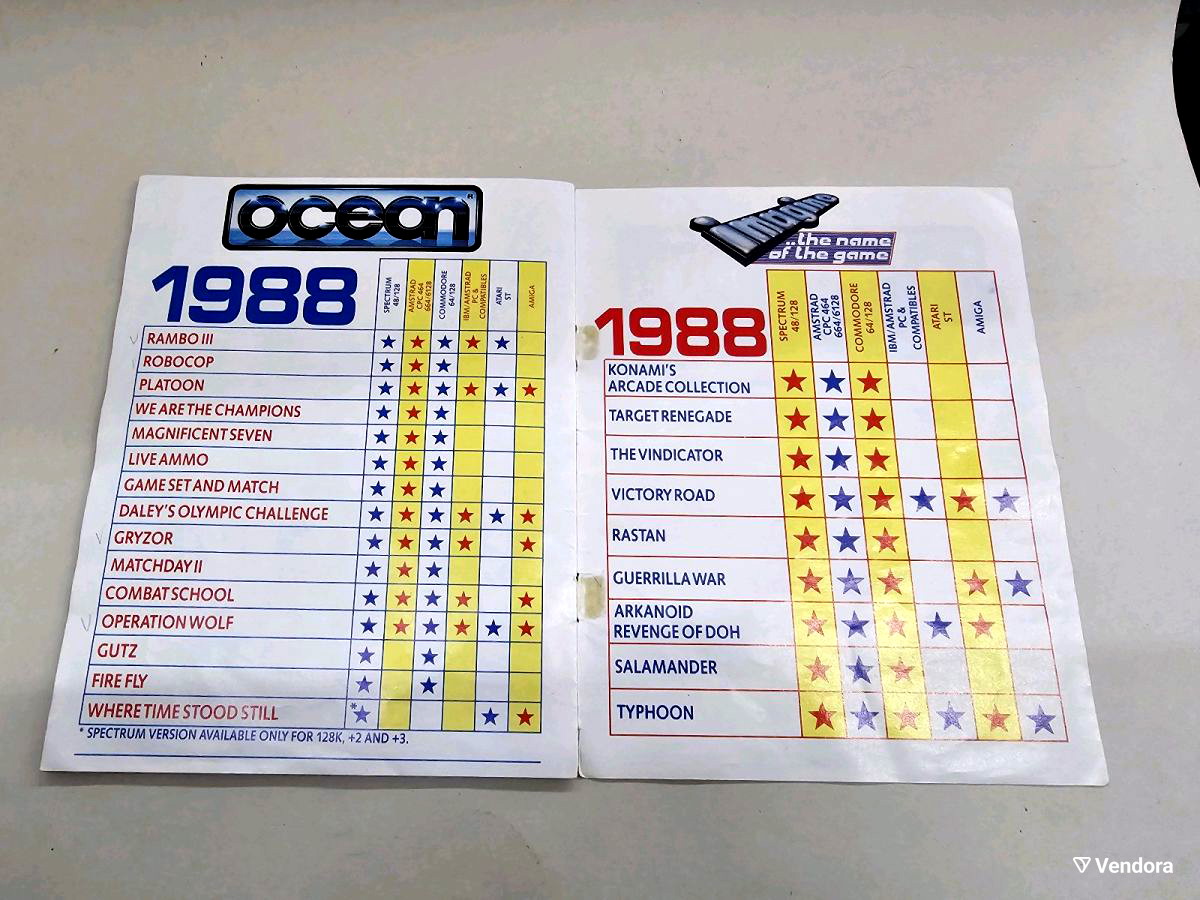 ocean®
1988
SPECTRUM
48/128
AMSTRAD
CPC 464
664/6128
COMMODORE
64/128
IBM/AMSTRAD
PC &
COMPATIBLES
ATARI
ST
AMIGA
RAMBO III
ROBOCOP
PLATOON
WE ARE THE CHAMPIONS
MAGNIFICENT SEVEN
LIVE AMMO
GAME SET AND MATCH
DALEY'S OLYMPIC CHALLENGE
GRYZOR
MATCHDAY II
COMBAT SCHOOL
OPERATION WOLF
GUTZ
FIRE FLY
WHERE TIME STOOD STILL
*
* SPECTRUM VERSION AVAILABLE ONLY FOR 128K, +2 AND +3.
imagine
...the name
of the game
1988
SPECTRUM
48/128
AMSTRAD
CPC 464
664/6128
COMMODORE
64/128
IBM/AMSTRAD
PC &
COMPATIBLES
ATARI
ST
AMIGA
KONAMI'S
ARCADE COLLECTION
TARGET RENEGADE
THE VINDICATOR
VICTORY ROAD
RASTAN
GUERRILLA WAR
ARKANOID
REVENGE OF DOH
SALAMANDER
TYPHOON
Vendora